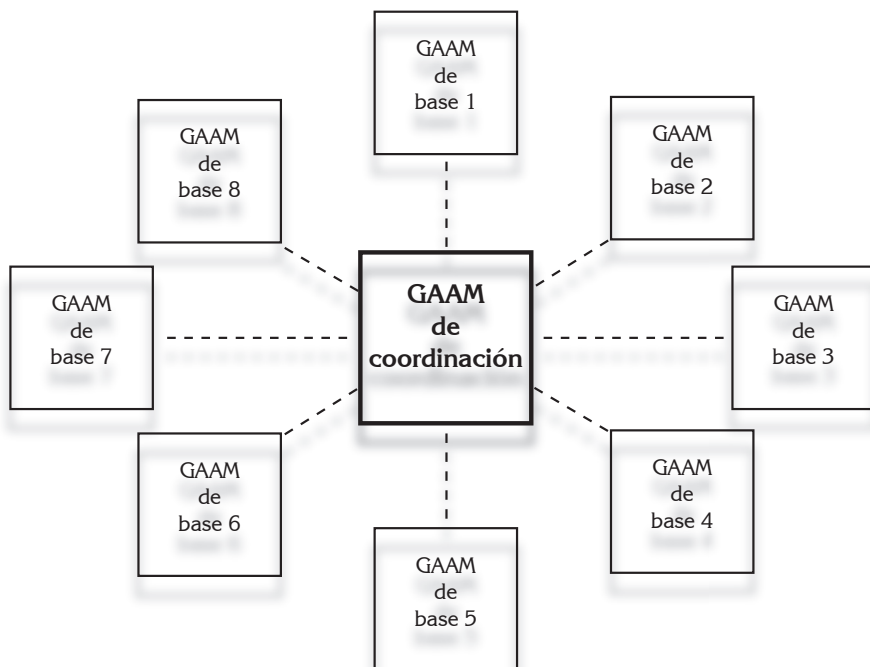 GAAM
de
base 1
GAAM
de
base 8
GAAM
de
base 2
GAAM
de
base 7
GAAM
de
coordinación
GAAM
de
base 3
GAAM
de
base 6
GAAM
de
base 4
GAAM
de
base 5